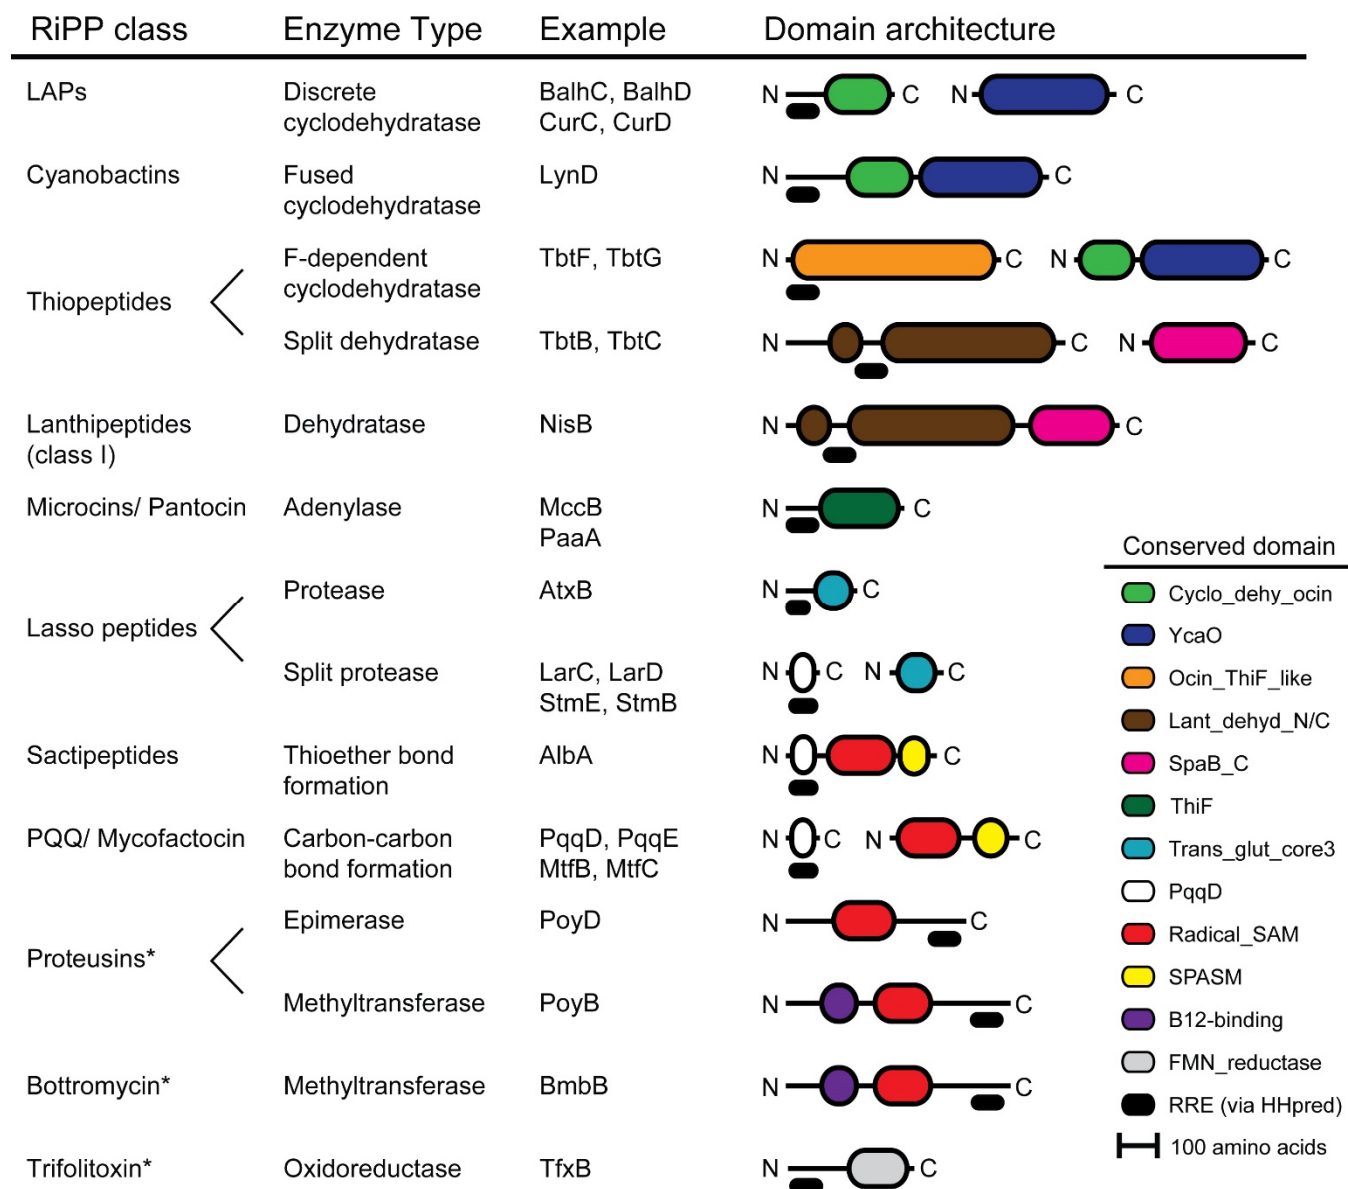 RiPP class Enzyme Type Example Domain architecture
LAPs Discrete BalhC, BalhD N C N C
cyclodehydratase CurC, CurD
Cyanobactins Fused LynD N C
cyclodehydratase
F-dependent TbtF, TbtG N C N C
cyclodehydratase
Thiopeptides
Split dehydratase TbtB, TbtC N C N C
Lanthipeptides Dehydratase NisB N C
(class I)
Microcins/ Pantocin Adenylase MccB N C
PaaA
Protease AtxB N C
Lasso peptides
Split protease LarC, LarD N C N C
StmE, StmB
Sactipeptides Thioether bond AlbA N C
formation
PQQ/ Mycofactocin Carbon-carbon PqqD, PqqE N C N C
bond formation MtfB, MtfC
Epimerase PoyD N C
Proteusins*
Methyltransferase PoyB N C
Bottromycin* Methyltransferase BmbB N C
Trifolitoxin* Oxidoreductase TfxB N C
Conserved domain
Cyclo_dehy_ocin
YcaO
Ocin_ThiF_like
Lant_dehyd_N/C
SpaB_C
ThiF
Trans_glut_core3
PqqD
Radical_SAM
SPASM
B12-binding
FMN_reductase
RRE (via HHpred)
100 amino acids